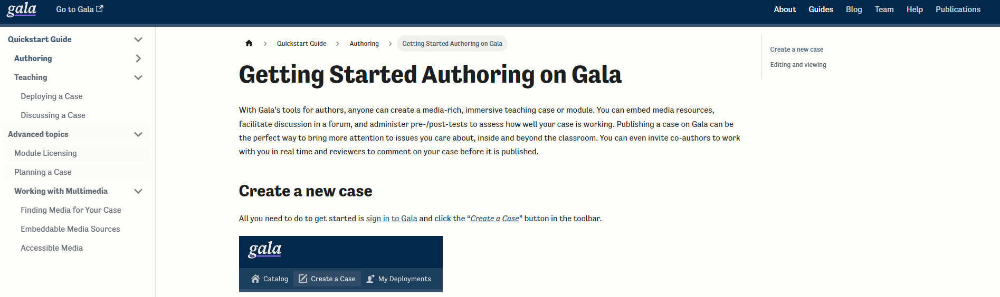 gala
Go to Gala
About
Guides
Blog
Team
Help
Publications
Quickstart Guide
Authoring
Teaching
Deploying a Case
Discussing a Case
Advanced topics
Module Licensing
Planning a Case
Working with Multimedia
Finding Media for Your Case
Embeddable Media Sources
Accessible Media
Quickstart Guide
Authoring
Getting Started Authoring on Gala
Getting Started Authoring on Gala
With Gala’s tools for authors, anyone can create a media-rich, immersive teaching case or module. You can embed media resources,
facilitate discussion in a forum, and administer pre-/post-tests to assess how well your case is working. Publishing a case on Gala can be
the perfect way to bring more attention to issues you care about, inside and beyond the classroom. You can even invite co-authors to work
with you in real time and reviewers to comment on your case before it is published.
Create a new case
All you need to do to get started is sign in to Gala and click the “Create a Case” button in the toolbar.
gala
Catalog
Create a Case
My Deployments
Create a new case
Editing and viewing